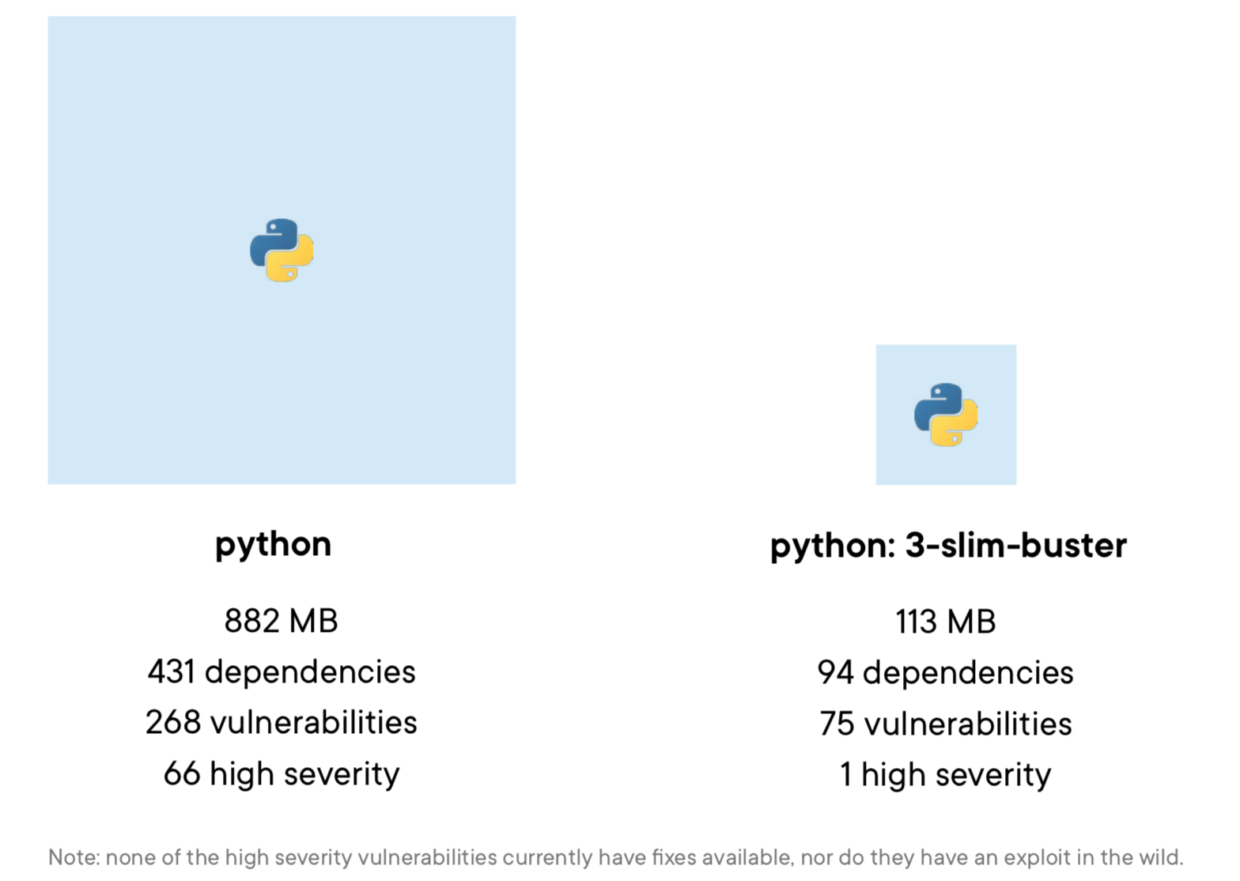 python
882 MB
431 dependencies
268 vulnerabilities
66 high severity
python: 3-slim-buster
113 MB
94 dependencies
75 vulnerabilities
1 high severity
Note: none of the high severity vulnerabilities currently have fixes available, nor do they have an exploit in the wild.